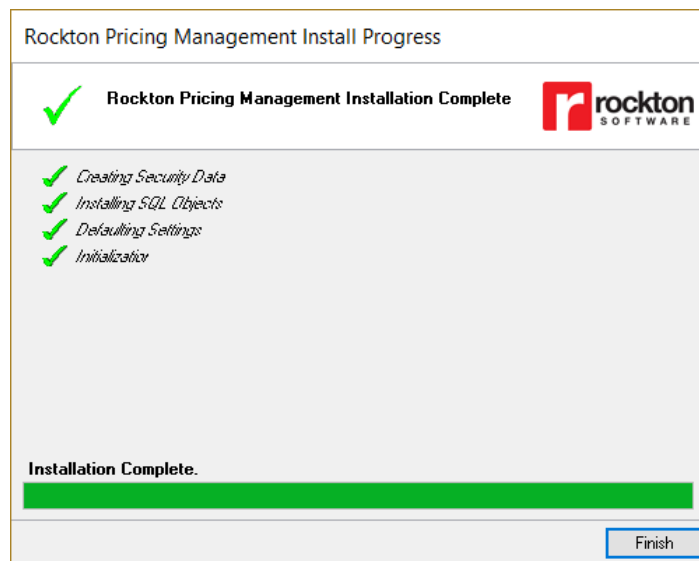 Rockton Pricing Management Install Progress
Rockton Pricing Management Installation Complete
rockton
SOFTWARE
Creating Security Data
Installing SQL Objects
Defaulting Settings
Initialization
Installation Complete.
Finish